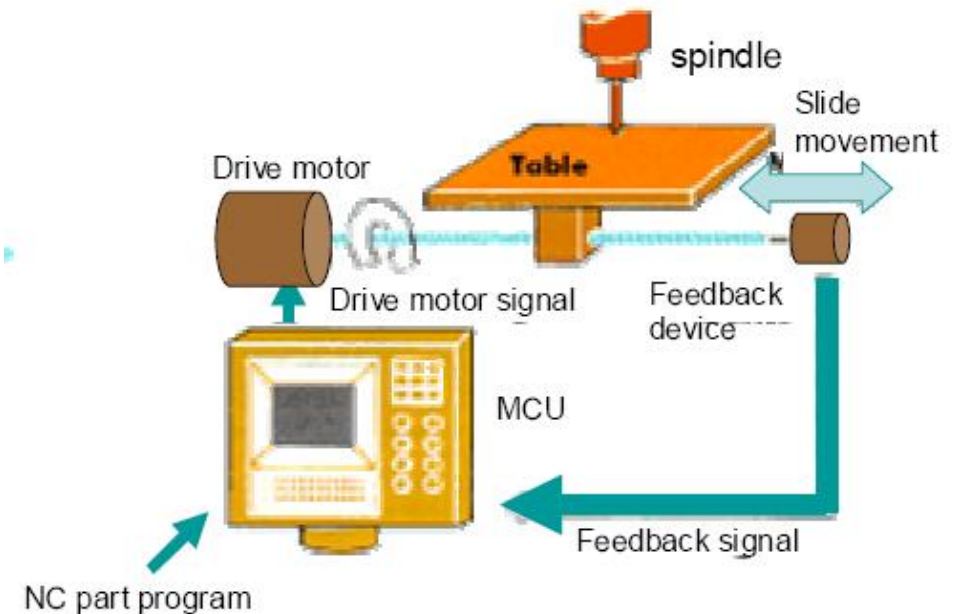 spindle
Slide
movement
Table
Drive motor
Drive motor signal
Feedback
device
MCU
Feedback signal
NC part program